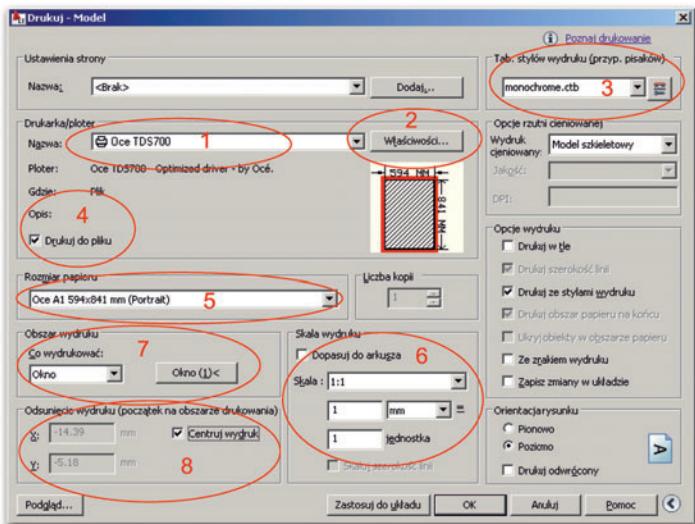 Drukuj - Model
Poznaj drukowanie
Ustawienia strony
Nazwa: <Brak> Dodaj...
Tab. stylów wydruku (przyp. pisaków)
monochrome.ctb
3
Drukarka/ploter
Nazwa: Oce TDS700 Właściwości...
1
2
Ploter: Oce TDS700 - Optimized driver - by Océ.
Gdzie: Plik
Opis:
4
Drukuj do pliku
594 MM
841 MM
Opcje rzutni cieniowanej
Wydruk cieniowany: Model szkieletowy
Jakość:
DPI:
Rozmiar papieru
Oce A1 594x841 mm (Portrait)
5
Liczba kopii
1
Opcje wydruku
Drukuj w tle
Drukuj szerokość linii
Drukuj ze stylami wydruku
Drukuj obszar papieru na końcu
Ukryj obiekty w obszarze papieru
Ze znakiem wydruku
Zapisz zmiany w układzie
Obszar wydruku
7
Co wydrukować:
Okno Okno (1)<
Skala wydruku
Dopasuj do arkusza
6
Skala : 1:1
1 mm =
1 jednostka
Skaluj szerokość linii
Odsunięcie wydruku (początek na obszarze drukowania)
X: -14.39 mm Centruj wydruk
Y: -5.18 mm
8
Orientacja rysunku
Pionowo
Poziomo
Drukuj odwrócony
A
Podgląd... Zastosuj do układu OK Anuluj Pomoc